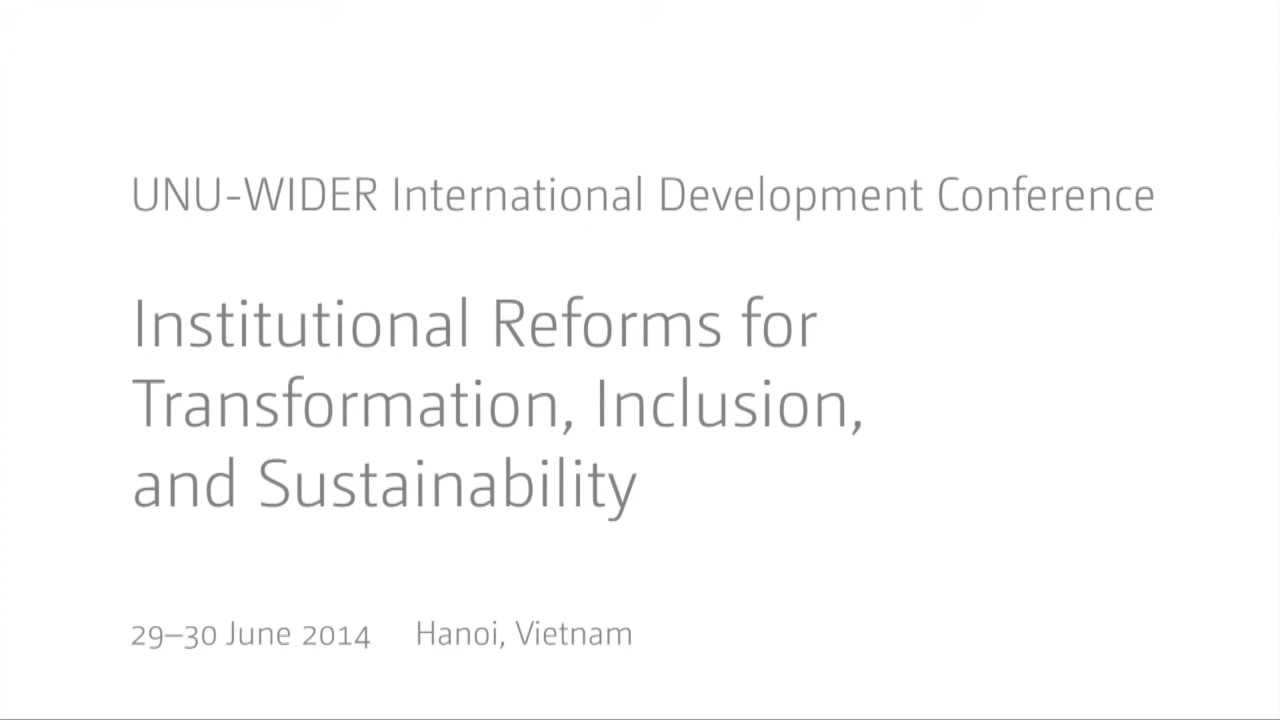 UNU-WIDER International Development Conference
Institutional Reforms for
Transformation, Inclusion,
and Sustainability
29–30 June 2014 Hanoi, Vietnam